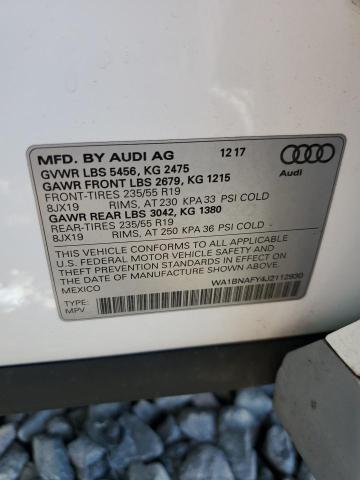 MFD. BY AUDI AG 12 17
GVWR LBS 5456, KG 2475
GAWR FRONT LBS 2679, KG 1215
FRONT-TIRES 235/55 R19
8JX19 RIMS, AT 230 KPA 33 PSI COLD
GAWR REAR LBS 3042, KG 1380
REAR-TIRES 235/55 R19
8JX19 RIMS, AT 250 KPA 36 PSI COLD
THIS VEHICLE CONFORMS TO ALL APPLICABLE
U.S. FEDERAL MOTOR VEHICLE SAFETY AND
THEFT PREVENTION STANDARDS IN EFFECT ON
THE DATE OF MANUFACTURE SHOWN ABOVE.
TYPE: WA1BNAFY4J2112930
MPV
MEXICO
Audi